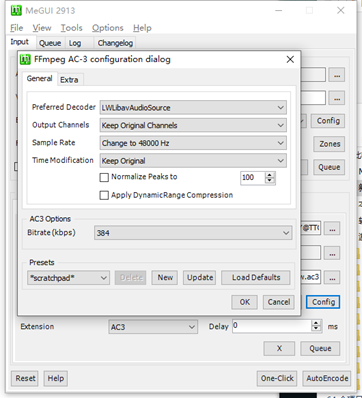 MeGUI 2913
File View Tools Options Help
Input Queue Log Changelog
FFmpeg AC-3 configuration dialog
General Extra
Preferred Decoder LWLibavAudioSource
Output Channels Keep Original Channels
Sample Rate Change to 48000 Hz
Time Modification Keep Original
Normalize Peaks to 100
Apply DynamicRange Compression
AC3 Options
Bitrate (kbps) 384
Presets
*scratchpad* Delete New Update Load Defaults
OK Cancel
...
...
Config
Zones
Queue
...
...
w.ac3 ...
Config
Extension AC3 Delay 0 ms
X Queue
Reset Help One-Click AutoEncode